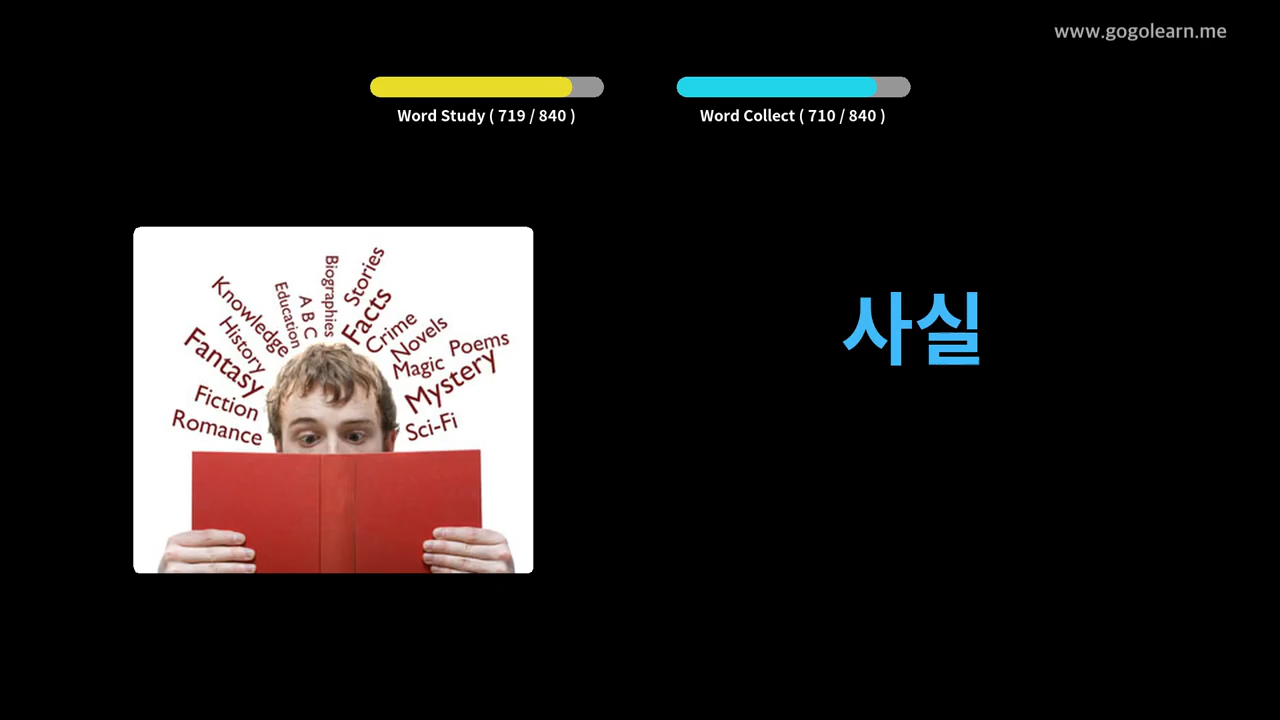 www.gogolearn.me
Word Study ( 719 / 840 )
Word Collect ( 710 / 840 )
Knowledge
Education
A B C
Biographies
Stories
Facts
History
Crime
Novels
Fantasy
Magic
Poems
Fiction
Mystery
Romance
Sci-Fi
사실